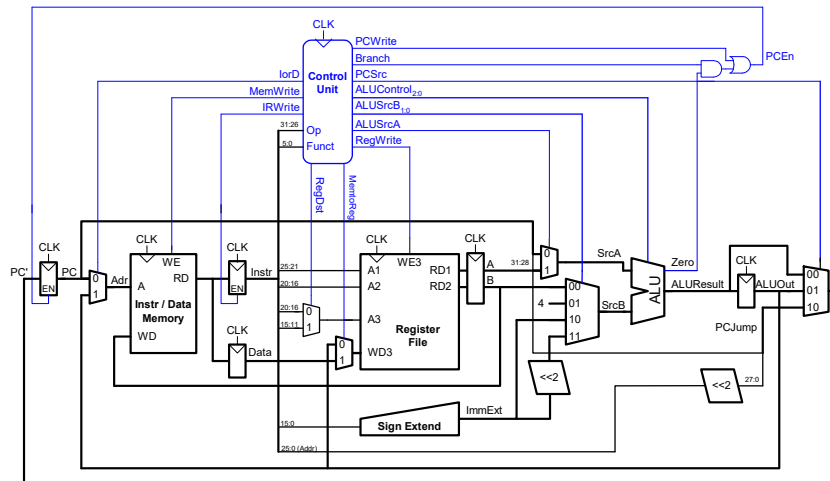 CLK
PCWrite
Branch
PCEn
IorD
Control
Unit
PCSrc
MemWrite
ALUControl2:0
IRWrite
ALUSrcB1:0
31:26
Op
ALUSrcA
5:0
Funct
RegWrite
RegDst
MemtoReg
CLK
CLK
CLK
CLK
CLK
CLK
CLK
WE
WE3
0
SrcA
Zero
PC'
PC
0
Adr
A
RD
Instr
25:21
A1
RD1
A
31:28
1
00
EN
1
EN
20:16
A2
RD2
B
00
ALU
ALUResult
ALUOut
01
Instr / Data
Memory
4
01
SrcB
10
20:16
0
A3
10
15:11
1
Register
File
PCJump
WD
CLK
Data
0
WD3
11
1
<<2
<<2
27:0
ImmExt
15:0
Sign Extend
25:0 (Addr)